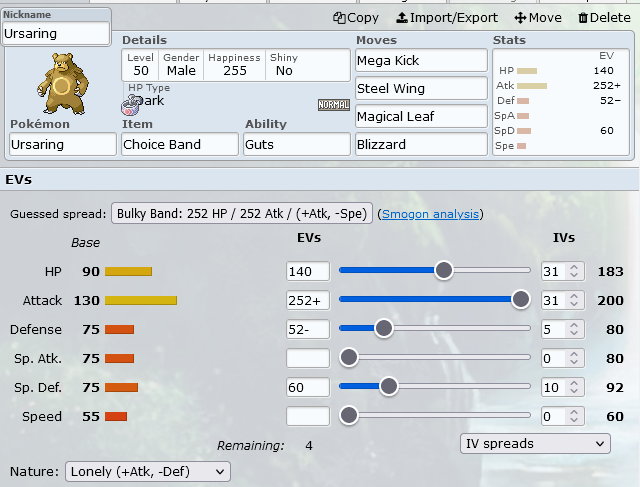 Nickname
Ursaring
Copy Import/Export Move Delete
Details
Level Gender Happiness Shiny
50 Male 255 No
HP Type
Dark
NORMAL
Pokémon Item Ability
Ursaring Choice Band Guts
Moves
Mega Kick
Steel Wing
Magical Leaf
Blizzard
Stats
EV
HP 140
Atk 252+
Def 52−
SpA
SpD 60
Spe
EVs
Guessed spread: Bulky Band: 252 HP / 252 Atk / (+Atk, -Spe) (Smogon analysis)
Base EVs IVs
HP 90 140 31 183
Attack 130 252+ 31 200
Defense 75 52- 5 80
Sp. Atk. 75 0 80
Sp. Def. 75 60 10 92
Speed 55 0 60
Remaining: 4
IV spreads
Nature: Lonely (+Atk, -Def)